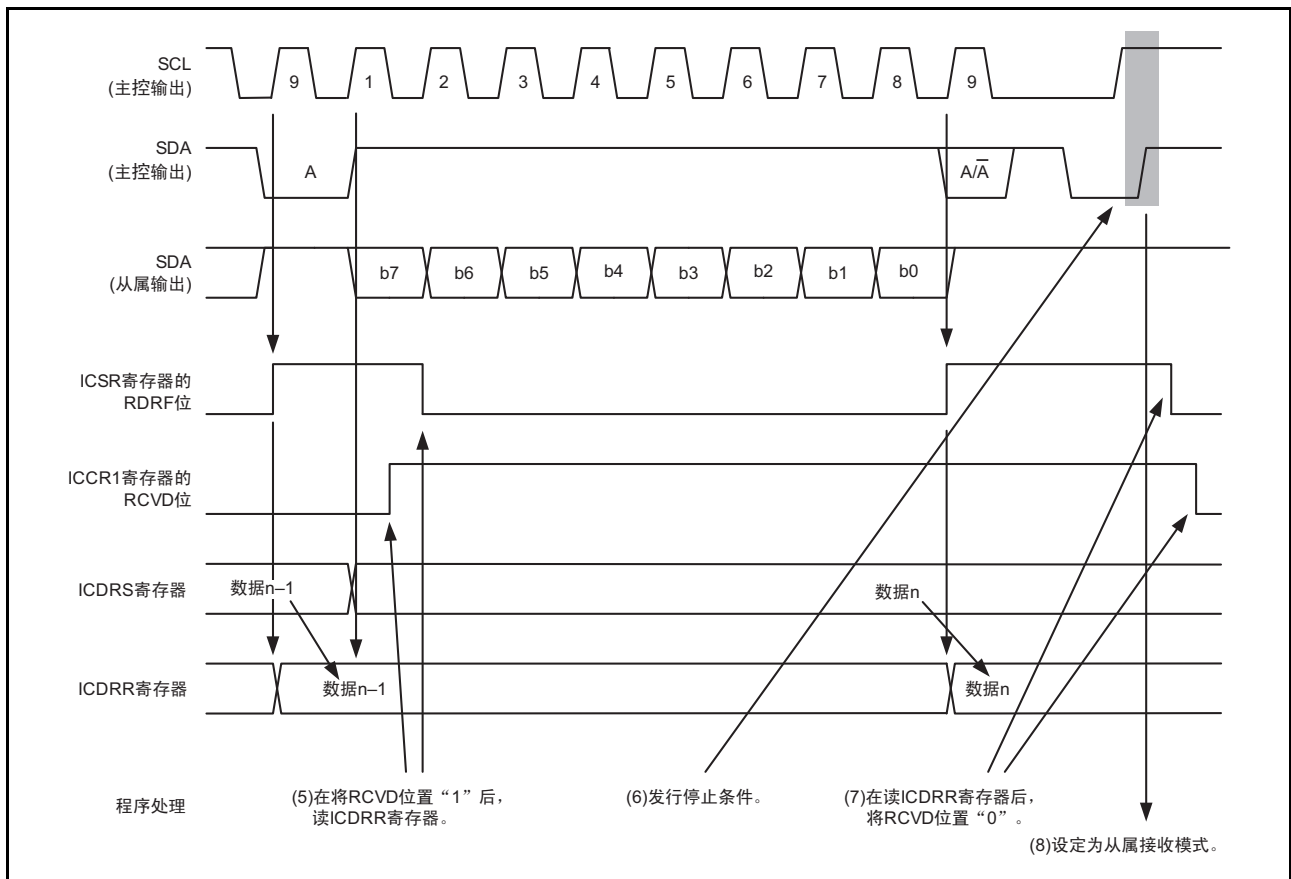 SCL
(主控输出)
9 1 2 3 4 5 6 7 8 9
SDA
(主控输出)
A A/A̅
SDA
(从属输出)
b7 b6 b5 b4 b3 b2 b1 b0
ICSR寄存器的
RDRF位
ICCR1寄存器的
RCVD位
ICDRS寄存器
数据n–1 数据n
ICDRR寄存器
数据n–1 数据n
程序处理
(5)在将RCVD位置“1”后，
读ICDRR寄存器。
(6)发行停止条件。
(7)在读ICDRR寄存器后，
将RCVD位置“0”。
(8)设定为从属接收模式。